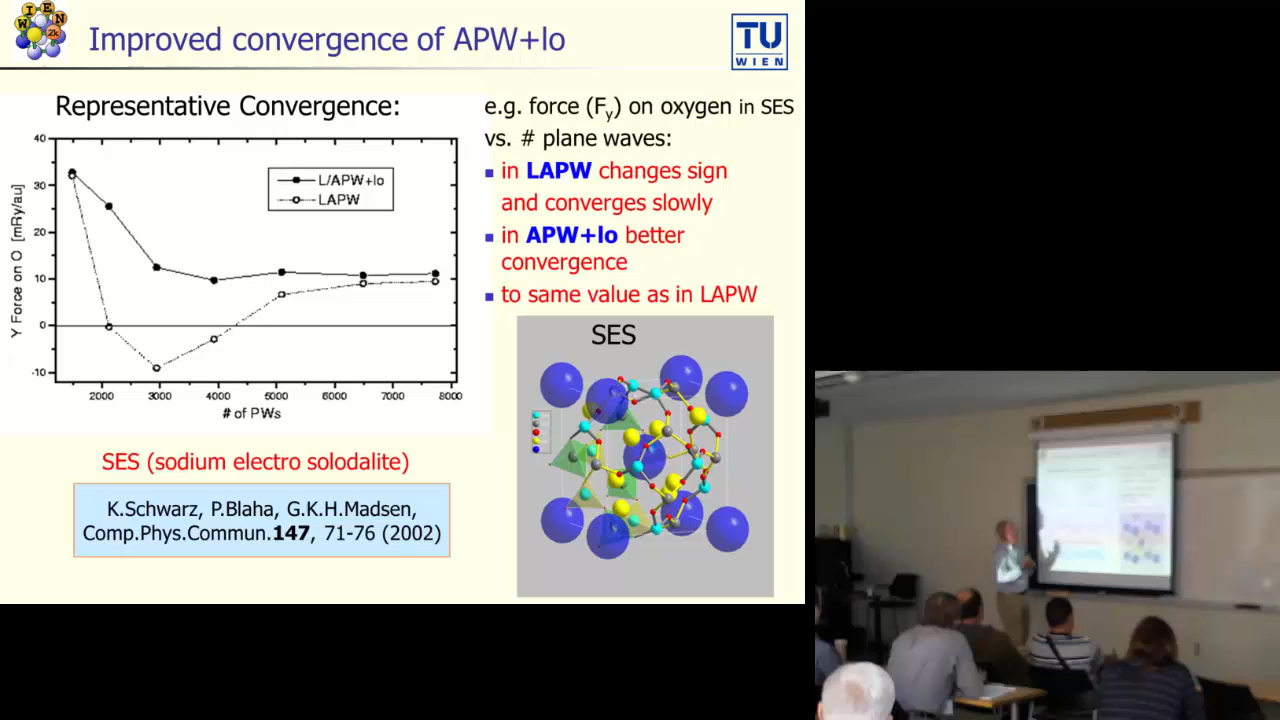 WIEN
2k
Improved convergence of APW+lo
TU
WIEN
Representative Convergence:
40
30
20
10
0
-10
Y Force on O [mRy/au]
L/APW+lo
LAPW
2000 3000 4000 5000 6000 7000 8000
# of PWs
SES (sodium electro solodalite)
K.Schwarz, P.Blaha, G.K.H.Madsen,
Comp.Phys.Commun.147, 71-76 (2002)
e.g. force (Fy) on oxygen in SES
vs. # plane waves:
in LAPW changes sign
and converges slowly
in APW+lo better
convergence
to same value as in LAPW
SES